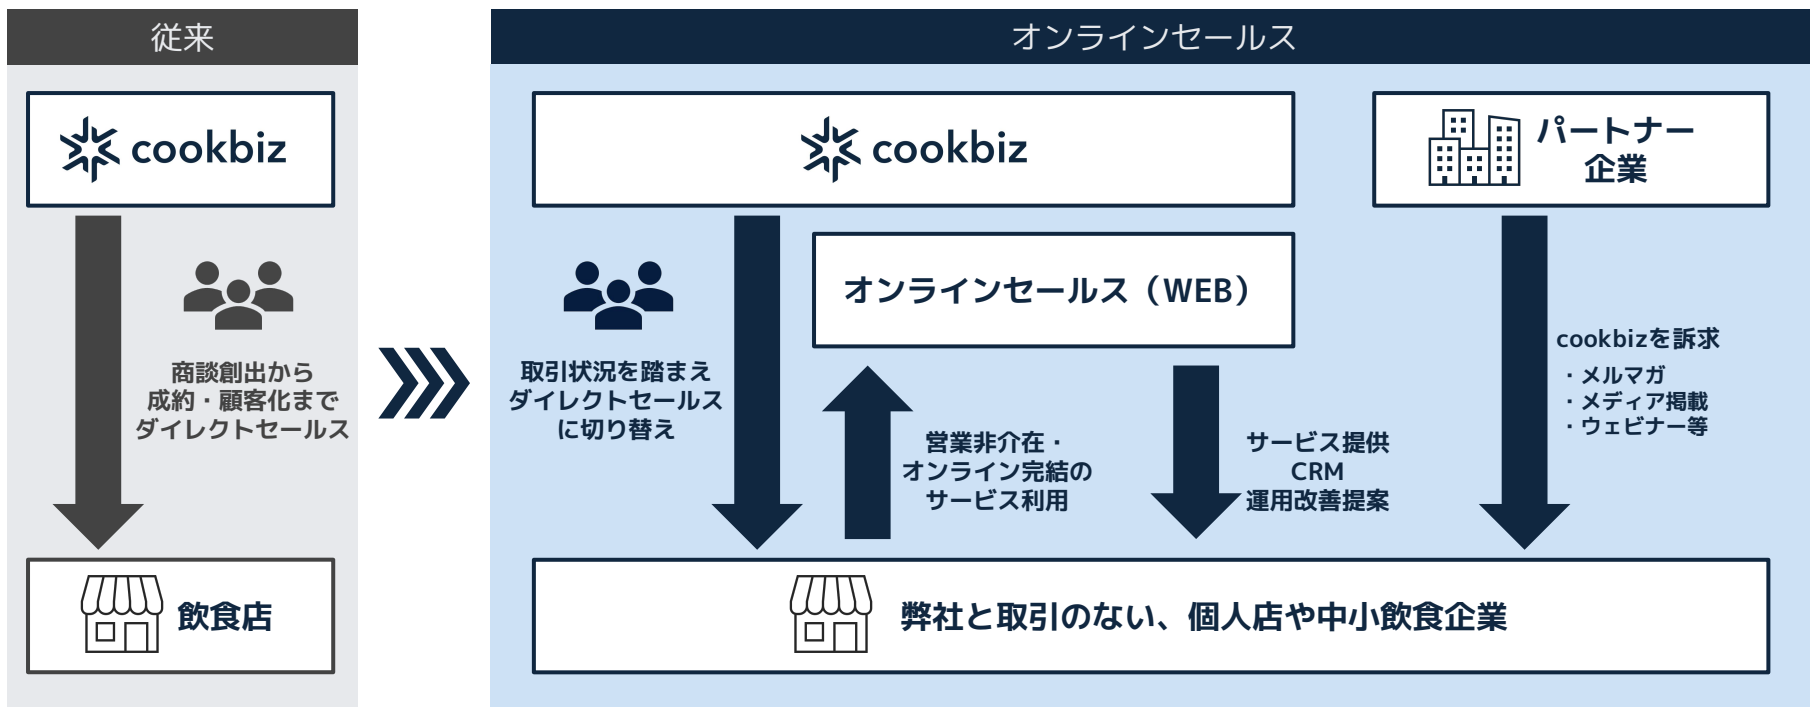 従来
cookbiz
商談創出から
成約・顧客化まで
ダイレクトセールス
飲食店
オンラインセールス
cookbiz
パートナー
企業
オンラインセールス（WEB）
取引状況を踏まえ
ダイレクトセールス
に切り替え
営業非介在・
オンライン完結の
サービス利用
サービス提供
CRM
運用改善提案
cookbizを訴求
・メルマガ
・メディア掲載
・ウェビナー等
弊社と取引のない、個人店や中小飲食企業